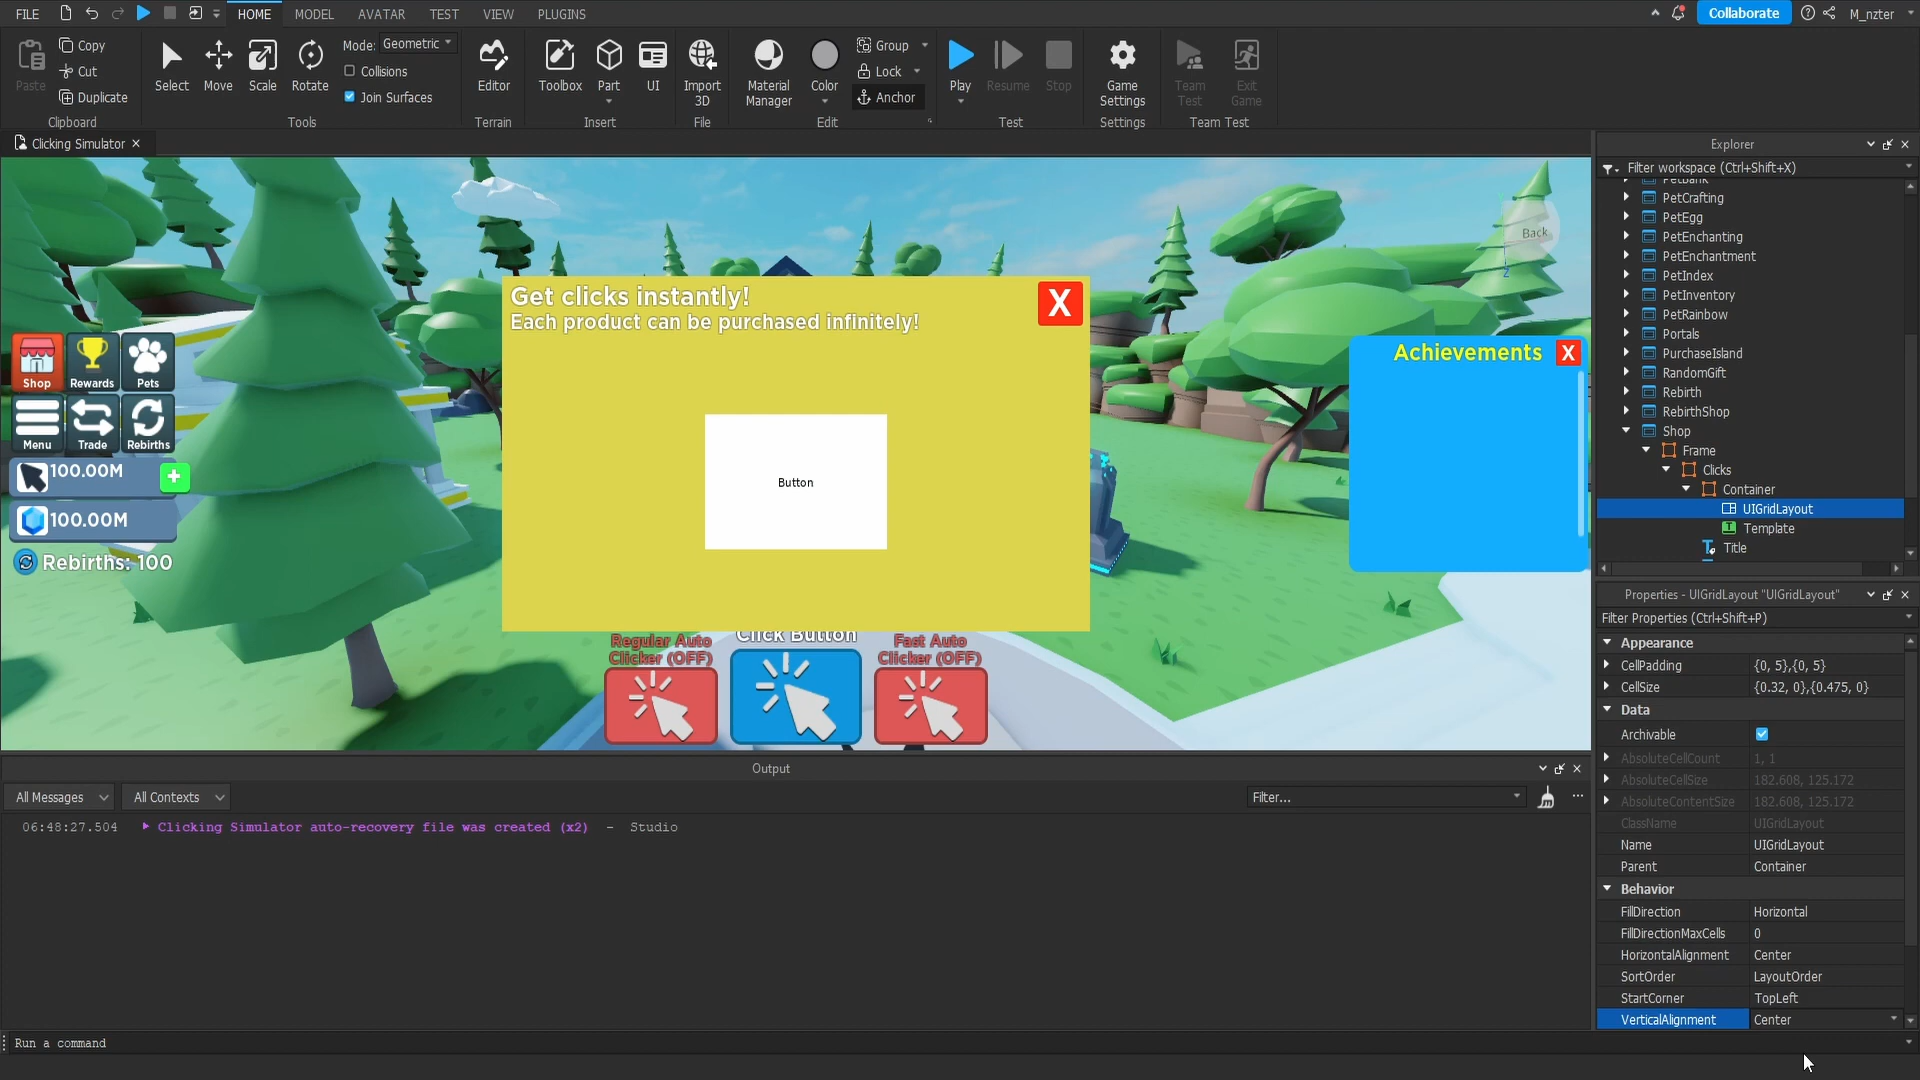 FILE
HOME
MODEL
AVATAR
TEST
VIEW
PLUGINS
Collaborate
M_nzter
Paste
Copy
Cut
Duplicate
Clipboard
Select
Move
Scale
Rotate
Mode: Geometric
Collisions
Join Surfaces
Tools
Editor
Terrain
Toolbox
Part
UI
Insert
Import
3D
File
Material
Manager
Color
Group
Lock
Anchor
Edit
Play
Resume
Stop
Test
Game
Settings
Settings
Team
Test
Exit
Game
Team Test
Clicking Simulator
Back
Z
Get clicks instantly!
Each product can be purchased infinitely!
X
Button
Achievements
X
Shop
Rewards
Pets
Menu
Trade
Rebirths
100.00M
+
100.00M
Rebirths: 100
Regular Auto
Clicker (OFF)
Click Button
Fast Auto
Clicker (OFF)
Output
All Messages
All Contexts
Filter...
06:48:27.504 Clicking Simulator auto-recovery file was created (x2) - Studio
Run a command
Explorer
Filter workspace (Ctrl+Shift+X)
PetBank
PetCrafting
PetEgg
PetEnchanting
PetEnchantment
PetIndex
PetInventory
PetRainbow
Portals
PurchaseIsland
RandomGift
Rebirth
RebirthShop
Shop
Frame
Clicks
Container
UIGridLayout
Template
Title
Properties - UIGridLayout "UIGridLayout"
Filter Properties (Ctrl+Shift+P)
Appearance
CellPadding {0, 5},{0, 5}
CellSize {0.32, 0},{0.475, 0}
Data
Archivable
AbsoluteCellCount 1, 1
AbsoluteCellSize 182.608, 125.172
AbsoluteContentSize 182.608, 125.172
ClassName UIGridLayout
Name UIGridLayout
Parent Container
Behavior
FillDirection Horizontal
FillDirectionMaxCells 0
HorizontalAlignment Center
SortOrder LayoutOrder
StartCorner TopLeft
VerticalAlignment Center